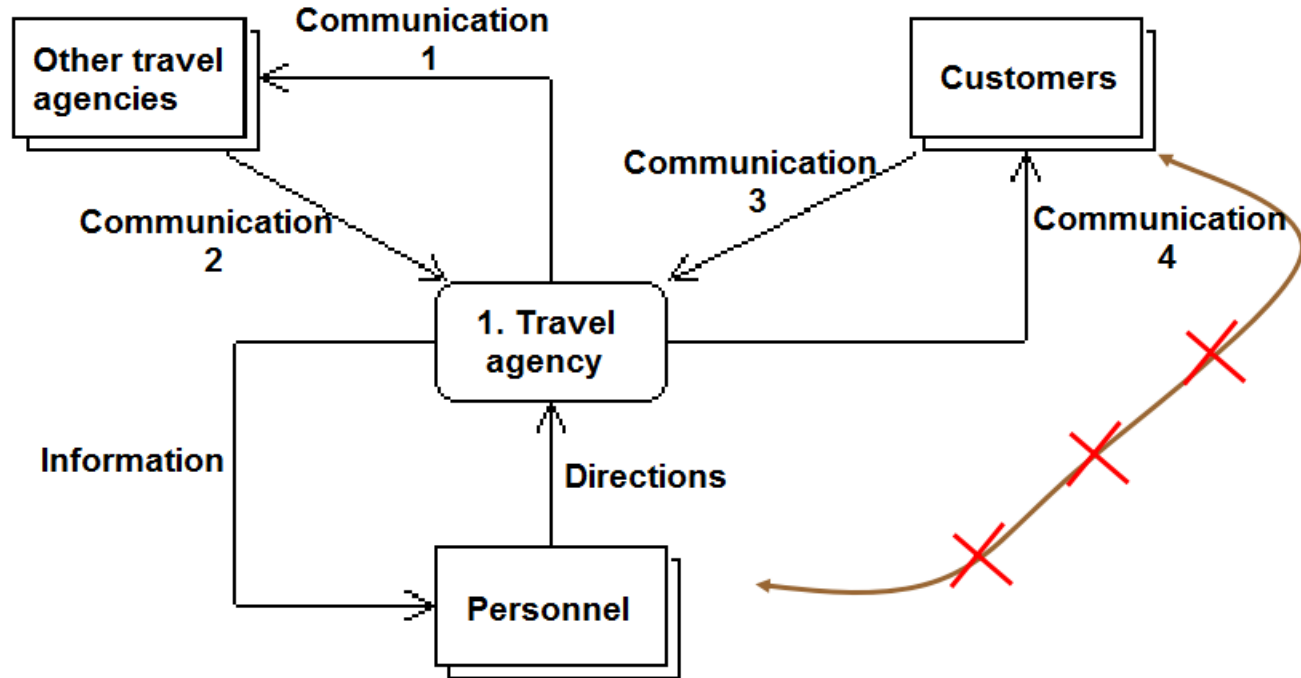 Communication
1
Other travel
agencies
Customers
Communication
3
Communication
2
Communication
4
1. Travel
agency
Information
Directions
Personnel